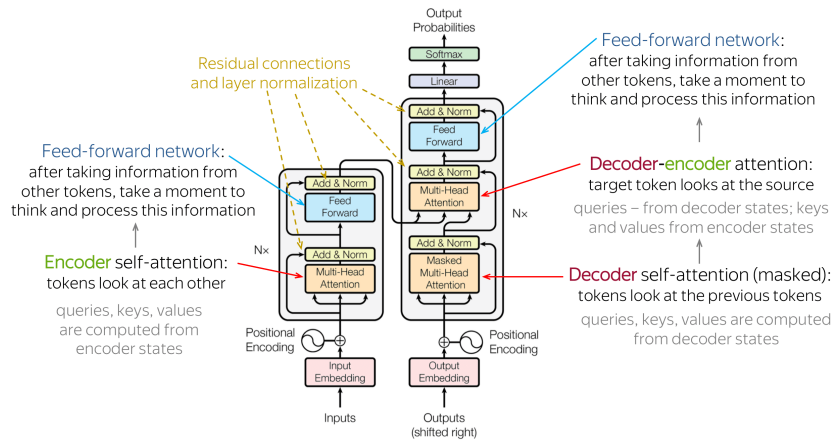 Output
Probabilities
Softmax
Linear
Add & Norm
Feed
Forward
Add & Norm
Multi-Head
Attention
Add & Norm
Masked
Multi-Head
Attention
Nx
Positional
Encoding
Output
Embedding
Outputs
(shifted right)
Residual connections
and layer normalization
Add & Norm
Feed
Forward
Nx
Add & Norm
Multi-Head
Attention
Positional
Encoding
Input
Embedding
Inputs
Feed-forward network:
after taking information from
other tokens, take a moment to
think and process this information
Encoder self-attention:
tokens look at each other
queries, keys, values
are computed from
encoder states
Feed-forward network:
after taking information from
other tokens, take a moment to
think and process this information
Decoder-encoder attention:
target token looks at the source
queries – from decoder states; keys
and values from encoder states
Decoder self-attention (masked):
tokens look at the previous tokens
queries, keys, values are computed
from decoder states